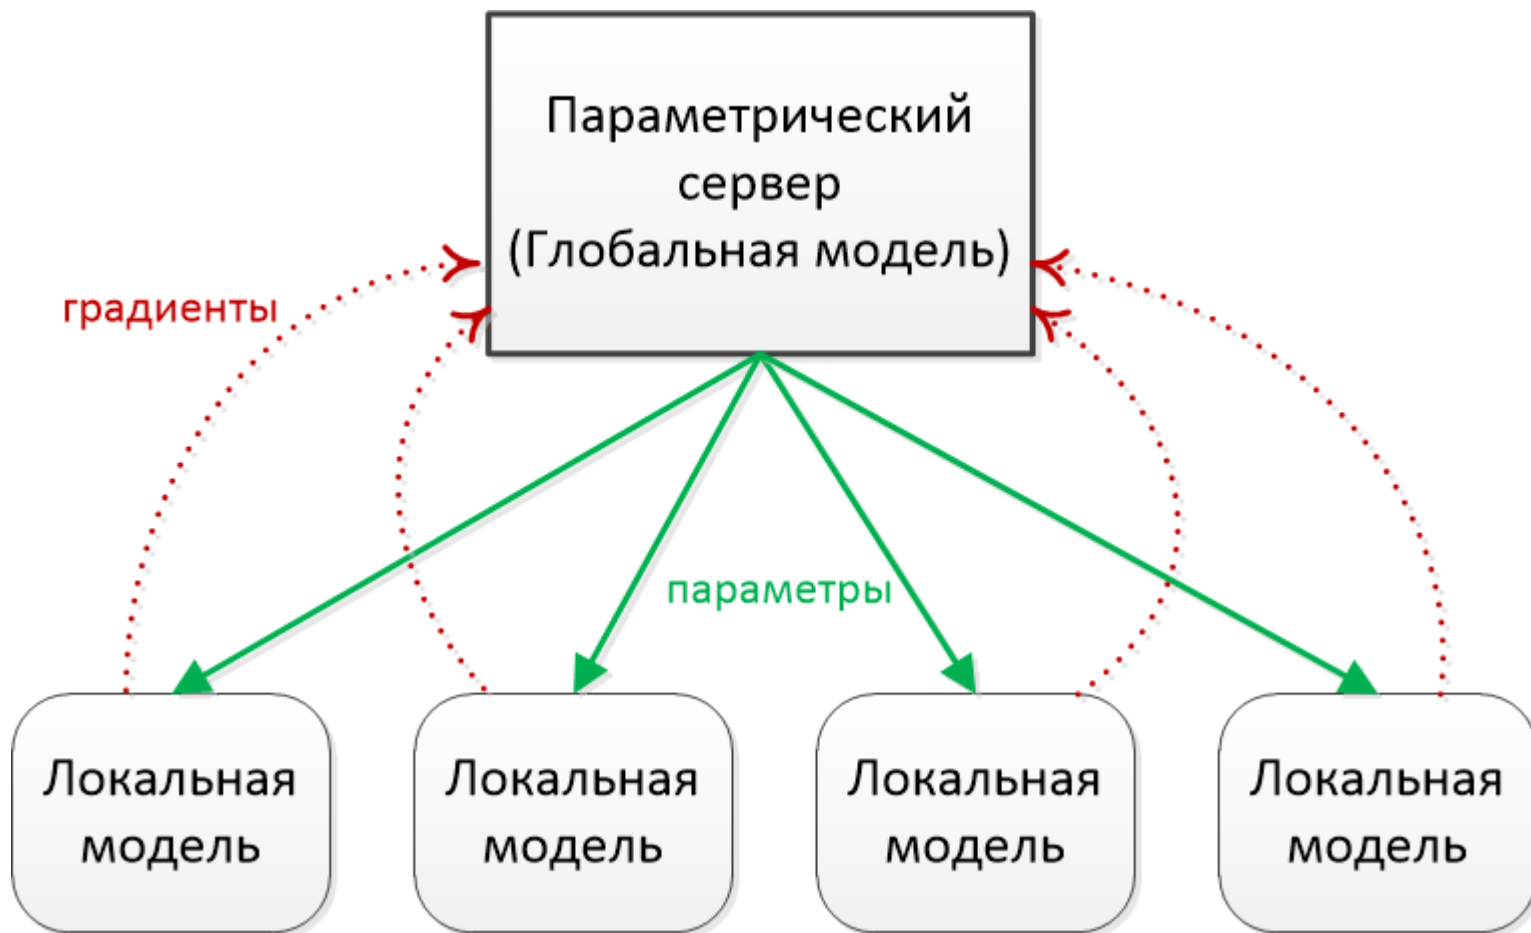 Параметрический
сервер
(Глобальная модель)
градиенты
параметры
Локальная
модель
Локальная
модель
Локальная
модель
Локальная
модель